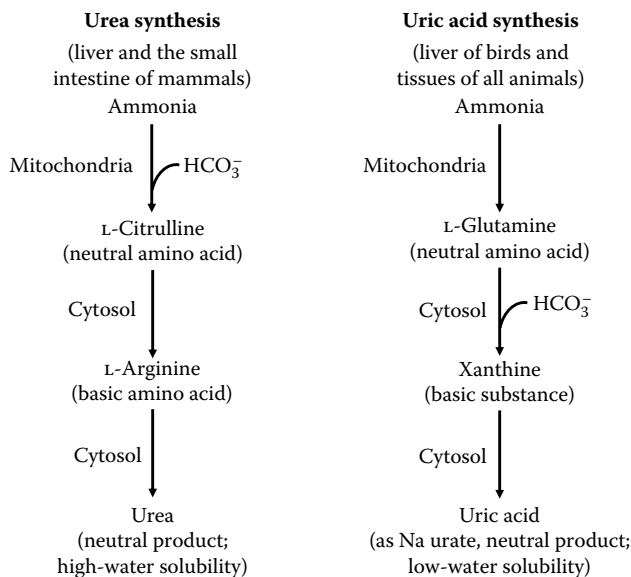 Urea synthesis
(liver and the small
intestine of mammals)
Ammonia
Mitochondria
HCO₃⁻
L-Citrulline
(neutral amino acid)
Cytosol
L-Arginine
(basic amino acid)
Cytosol
Urea
(neutral product;
high-water solubility)
Uric acid synthesis
(liver of birds and
tissues of all animals)
Ammonia
Mitochondria
L-Glutamine
(neutral amino acid)
Cytosol
HCO₃⁻
Xanthine
(basic substance)
Cytosol
Uric acid
(as Na urate, neutral product;
low-water solubility)